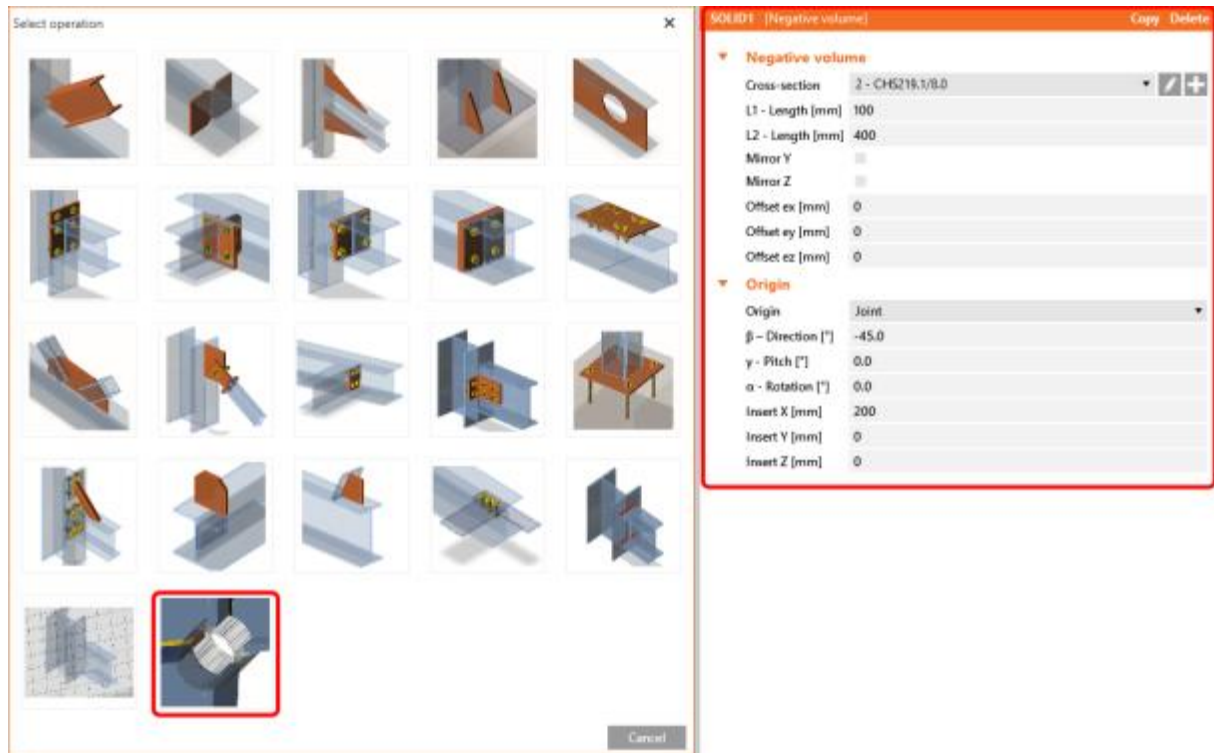 Select operation
Cancel
SOLID1 [Negative volume] Copy Delete
Negative volume
Cross-section 2 - CHS219.1/8.0
L1 - Length [mm] 100
L2 - Length [mm] 400
Mirror Y
Mirror Z
Offset ex [mm] 0
Offset ey [mm] 0
Offset ez [mm] 0
Origin
Origin Joint
β – Direction [°] -45.0
γ - Pitch [°] 0.0
α - Rotation [°] 0.0
Insert X [mm] 200
Insert Y [mm] 0
Insert Z [mm] 0